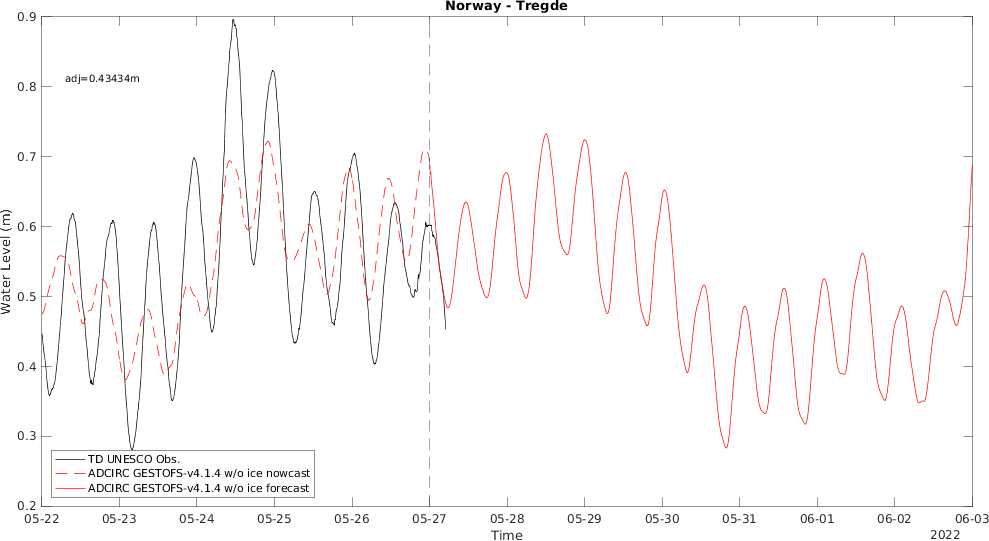 Norway - Tregde
0.9
0.8
0.7
0.6
0.5
0.4
0.3
0.2
Water Level (m)
adj=0.43434m
TD UNESCO Obs.
ADCIRC GESTOFS-v4.1.4 w/o ice nowcast
ADCIRC GESTOFS-v4.1.4 w/o ice forecast
05-22 05-23 05-24 05-25 05-26 05-27 05-28 05-29 05-30 05-31 06-01 06-02 06-03
Time
2022